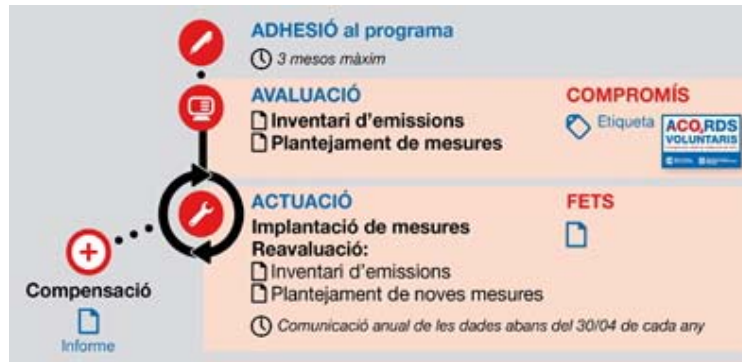 ADHESIÓ al programa
3 mesos màxim
AVALUACIÓ
Inventari d'emissions
Plantejament de mesures
COMPROMÍS
Etiqueta
ACO₂RDS
VOLUNTARIS
ACTUACIÓ
Implantació de mesures
Reavaluació:
Inventari d'emissions
Plantejament de noves mesures
Comunicació anual de les dades abans del 30/04 de cada any
FETS
Compensació
Informe